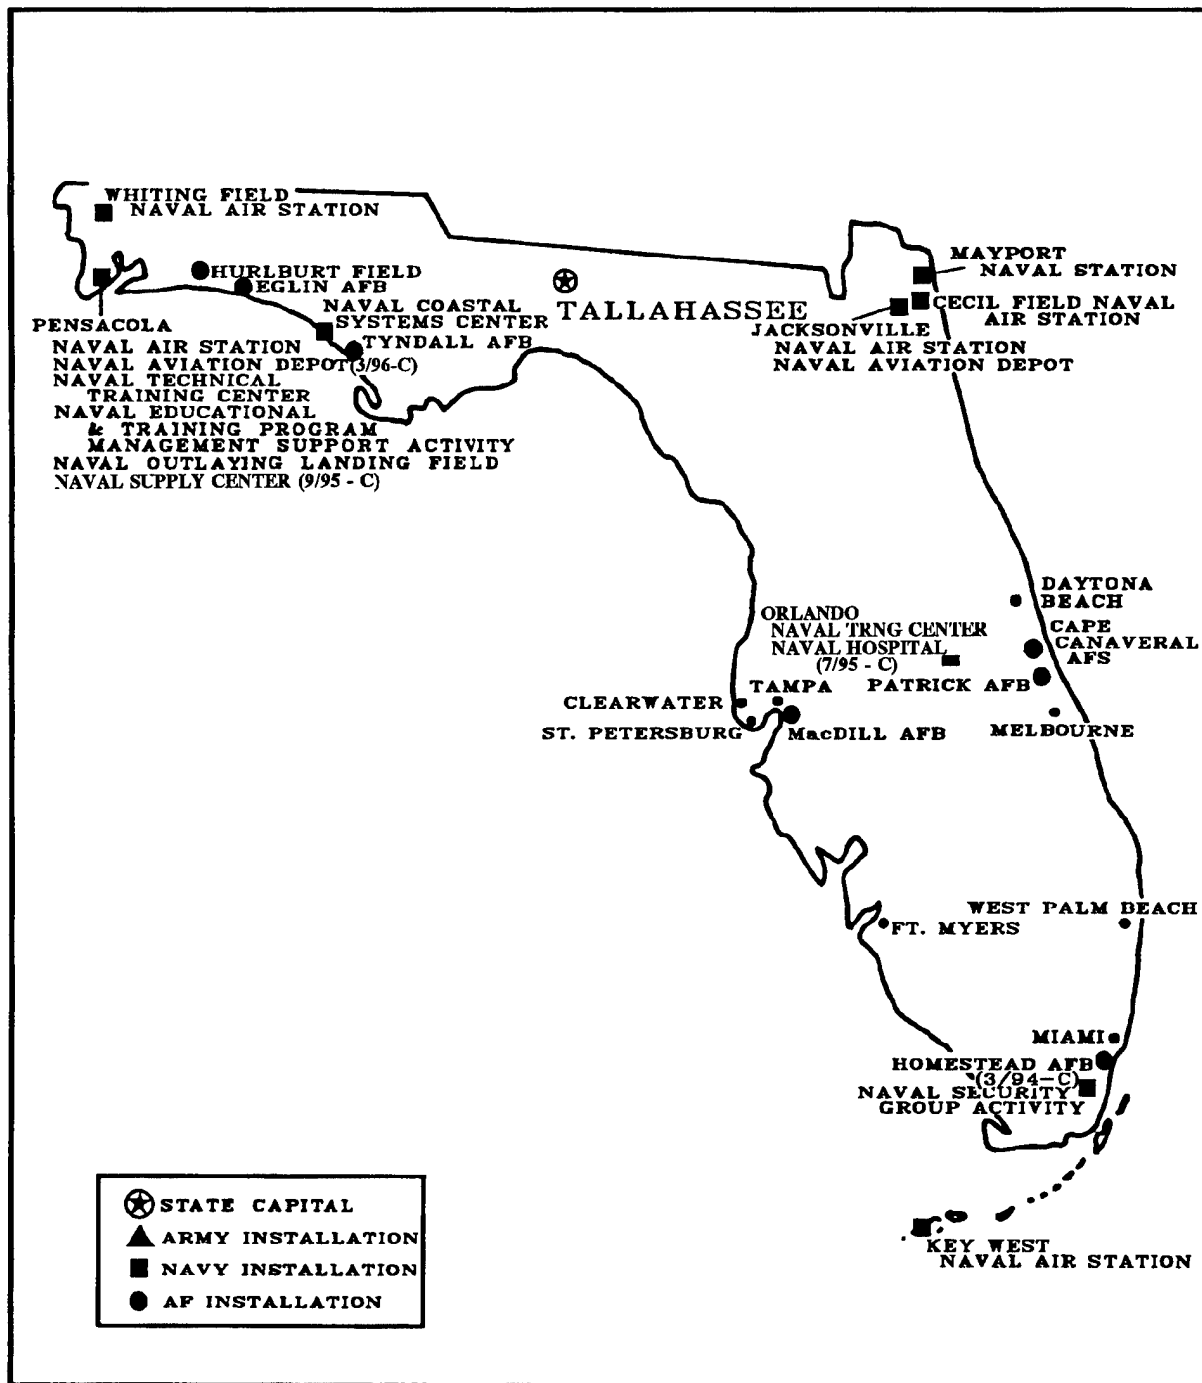 WHITING FIELD
NAVAL AIR STATION
HURLBURT FIELD
EGLIN AFB
NAVAL COASTAL
SYSTEMS CENTER
TYNDALL AFB
TALLAHASSEE
MAYPORT
NAVAL STATION
CECIL FIELD NAVAL
AIR STATION
JACKSONVILLE
NAVAL AIR STATION
NAVAL AVIATION DEPOT
PENSACOLA
NAVAL AIR STATION
NAVAL AVIATION DEPOT(3/96-C)
NAVAL TECHNICAL
TRAINING CENTER
NAVAL EDUCATIONAL
& TRAINING PROGRAM
MANAGEMENT SUPPORT ACTIVITY
NAVAL OUTLAYING LANDING FIELD
NAVAL SUPPLY CENTER (9/95 - C)
DAYTONA
BEACH
ORLANDO
NAVAL TRNG CENTER
NAVAL HOSPITAL
(7/95 - C)
CAPE
CANAVERAL
AFS
PATRICK AFB
CLEARWATER
TAMPA
ST. PETERSBURG
MacDILL AFB
MELBOURNE
WEST PALM BEACH
FT. MYERS
MIAMI
HOMESTEAD AFB
(3/94-C)
NAVAL SECURITY
GROUP ACTIVITY
KEY WEST
NAVAL AIR STATION
STATE CAPITAL
ARMY INSTALLATION
NAVY INSTALLATION
AF INSTALLATION